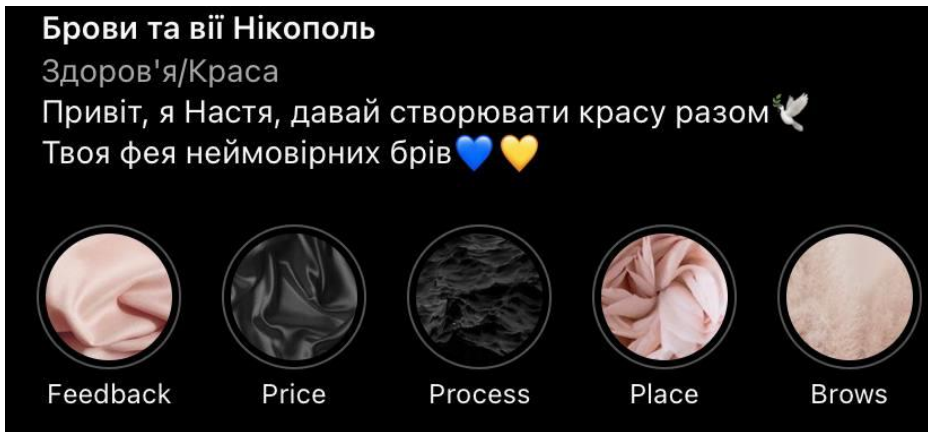 Брови та вії Нікополь
Здоров'я/Краса
Привіт, я Настя, давай створювати красу разом🕊️
Твоя фея неймовірних брів💙💛
Feedback Price Process Place Brows